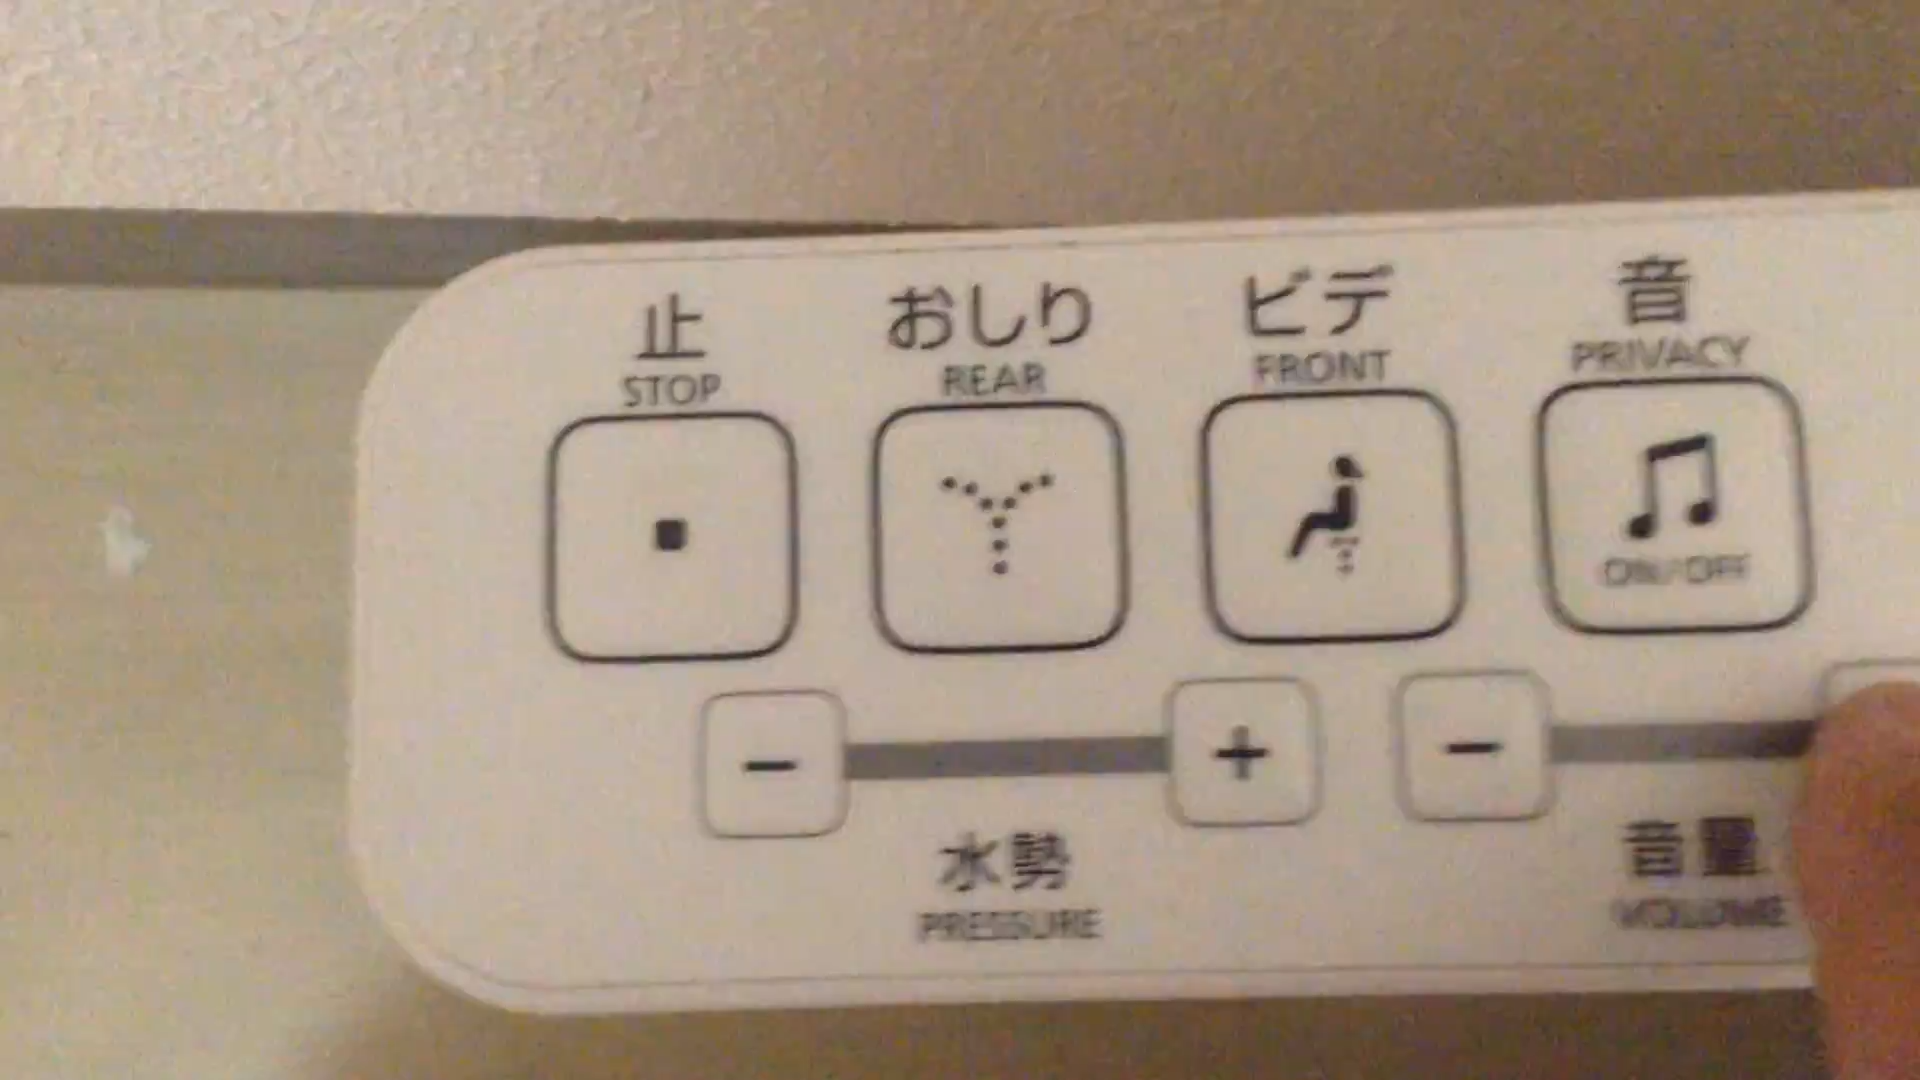 止
STOP
おしり
REAR
ビデ
FRONT
音
PRIVACY
ON/OFF
水勢
PRESSURE
音量
VOLUME